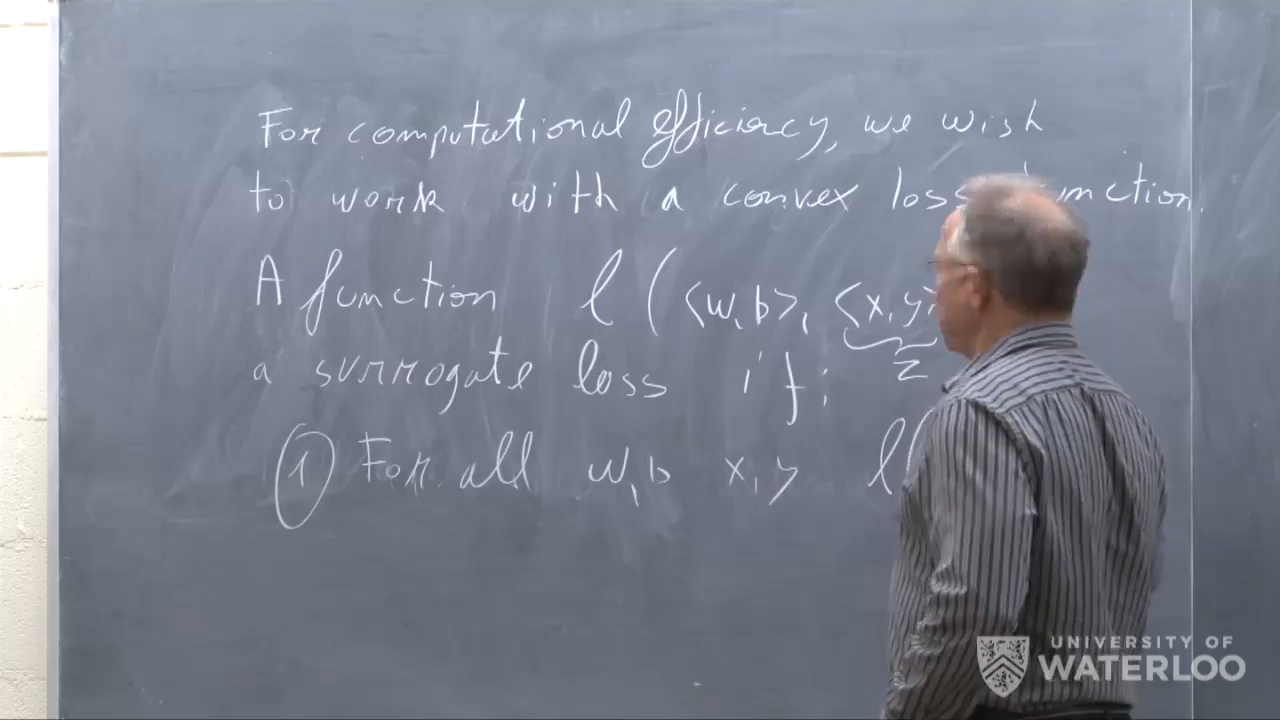 For computational efficiency, we wish
to work with a convex loss function.
A function l (<w,b>, <x,y>
z
a surrogate loss if:
① For all w,b x,y l(
UNIVERSITY OF
WATERLOO